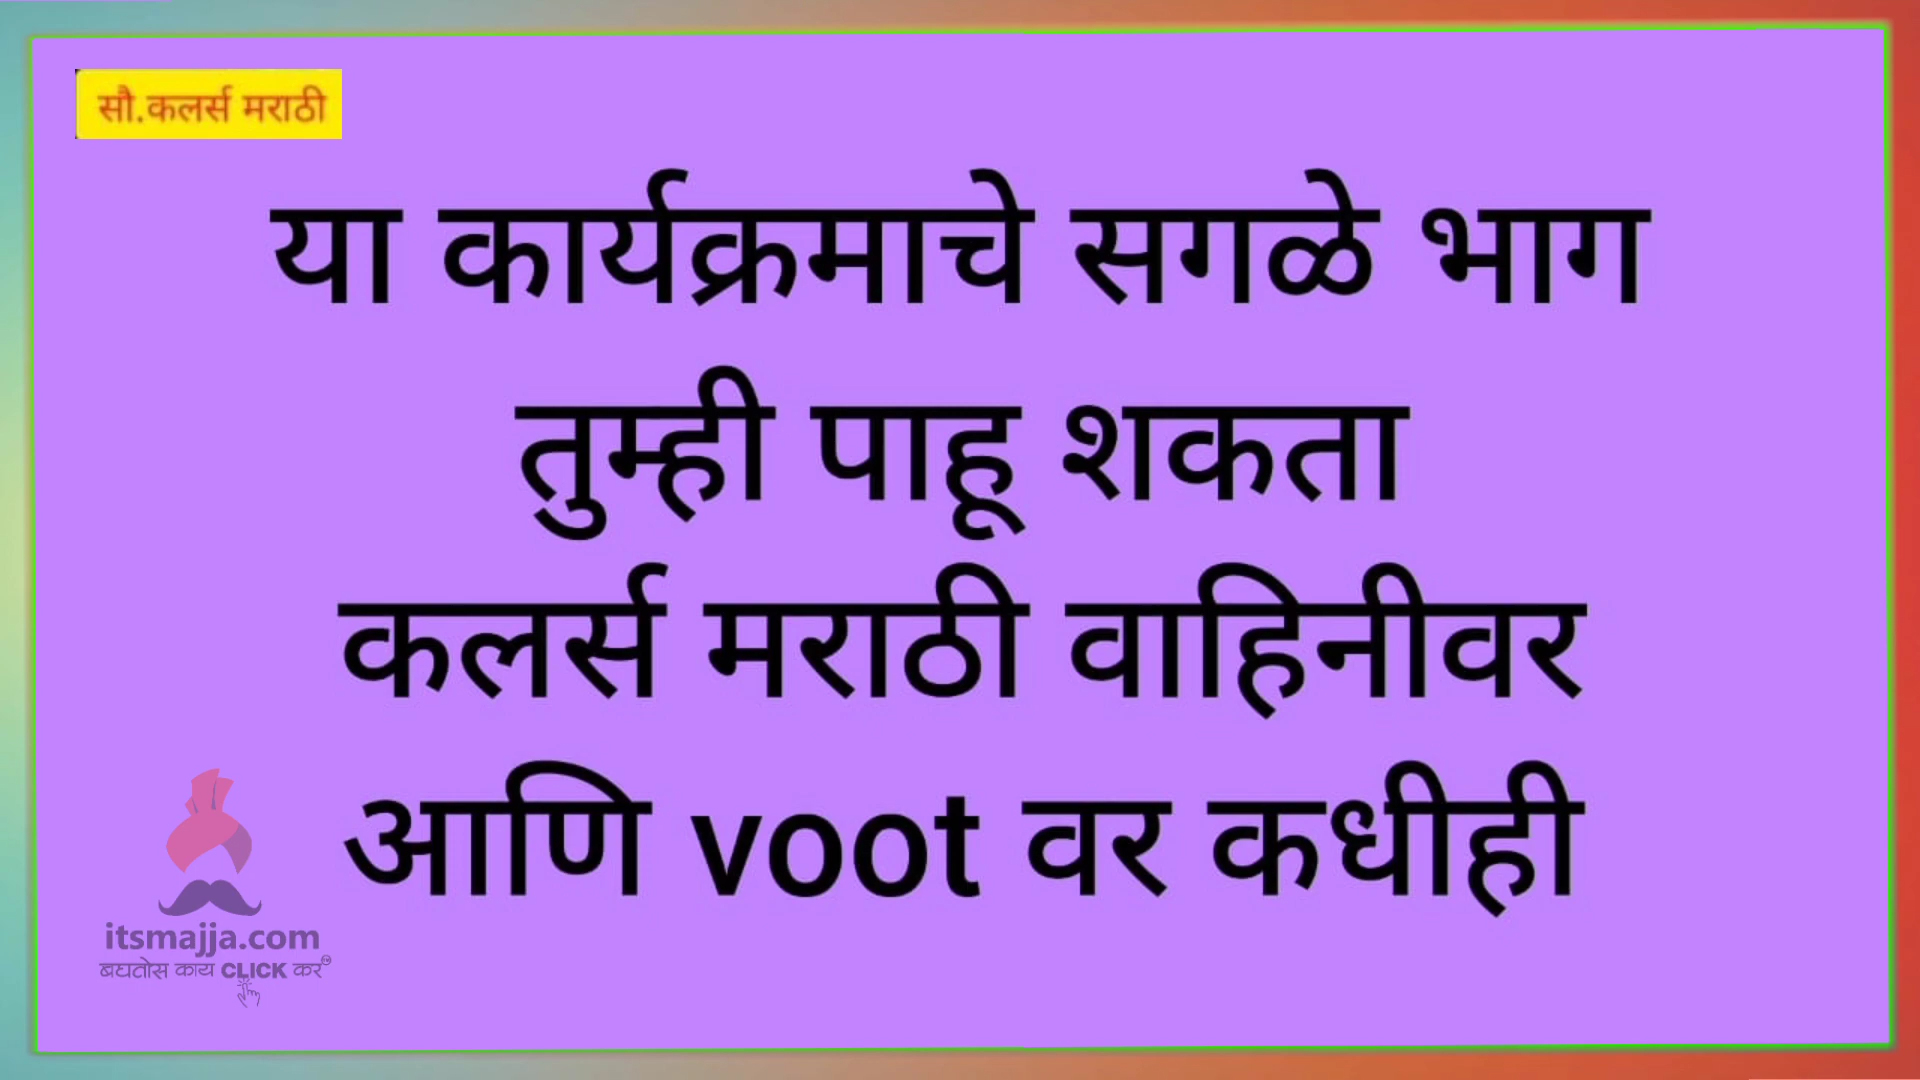 सौ.कलर्स मराठी
या कार्यक्रमाचे सगळे भाग
तुम्ही पाहू शकता
कलर्स मराठी वाहिनीवर
आणि voot वर कधीही
itsmajja.com
बघतोस काय CLICK कर